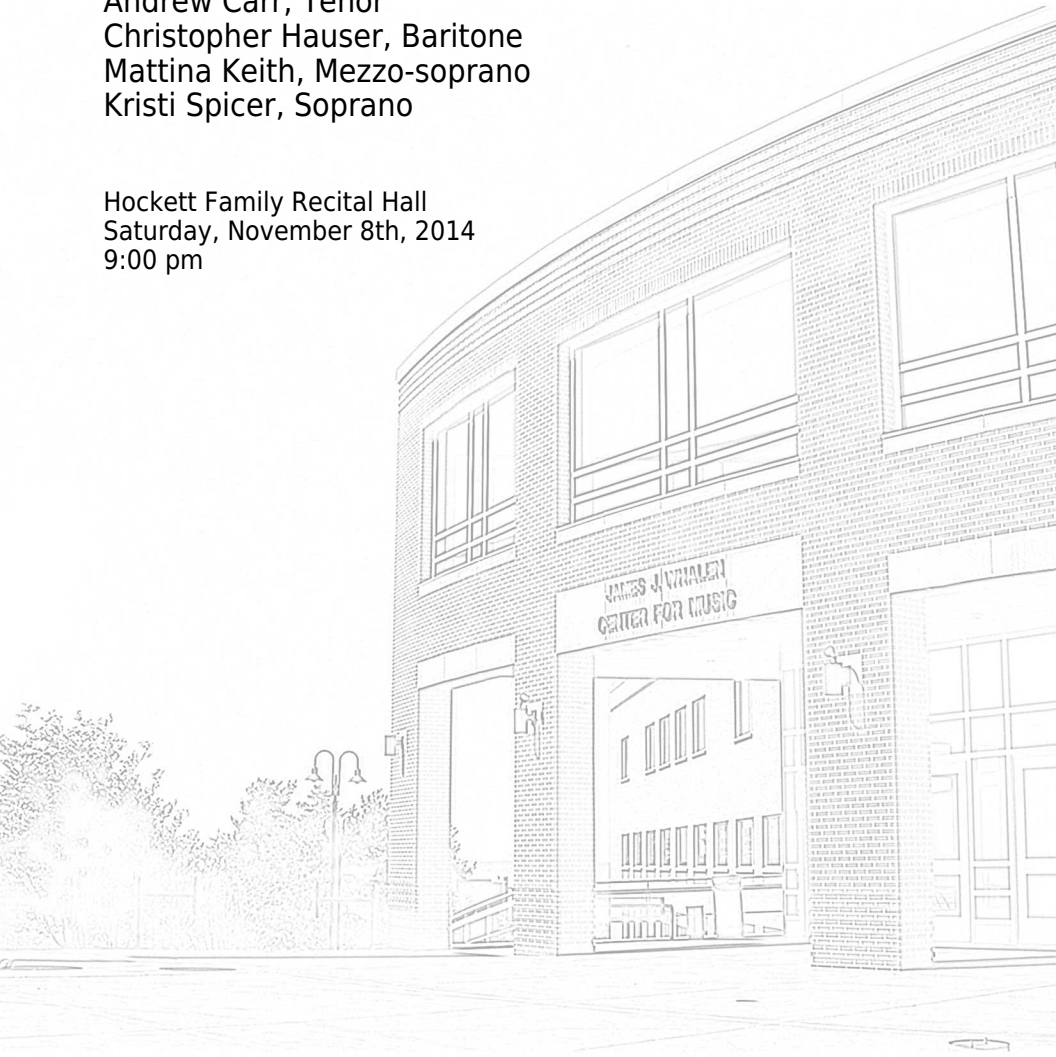 Andrew Carr, Tenor
Christopher Hauser, Baritone
Mattina Keith, Mezzo-soprano
Kristi Spicer, Soprano
Hockett Family Recital Hall
Saturday, November 8th, 2014
9:00 pm
JAMES J. WHALEN
CENTER FOR MUSIC